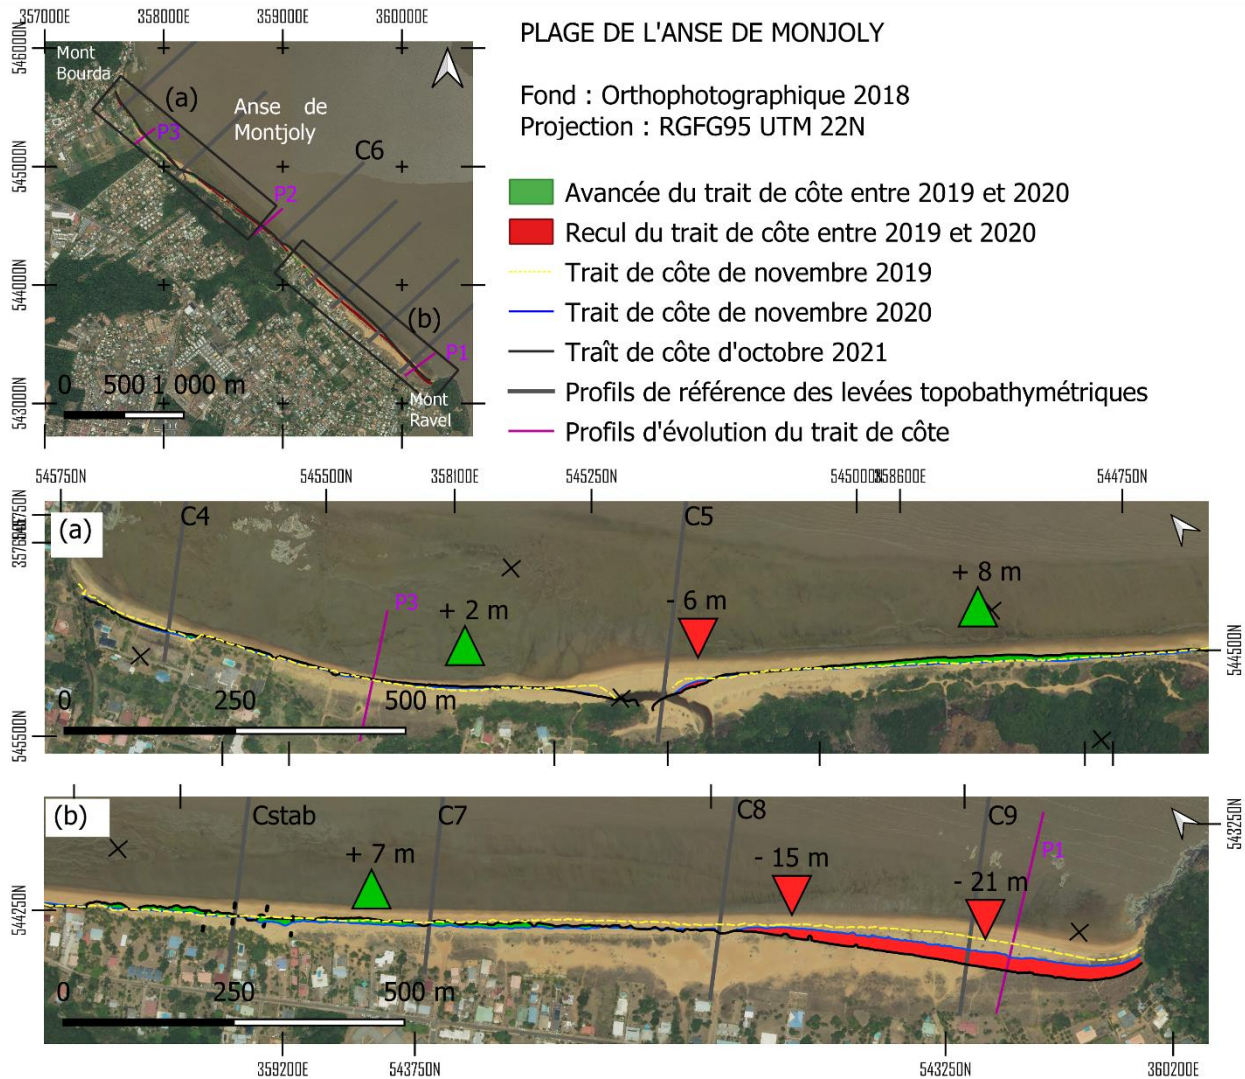 357000E 358000E 359000E 360000E
PLAGE DE L'ANSE DE MONJOLY
Fond : Orthophotographique 2018
Projection : RGFG95 UTM 22N
Avancée du trait de côte entre 2019 et 2020
Recul du trait de côte entre 2019 et 2020
Trait de côte de novembre 2019
Trait de côte de novembre 2020
Traît de côte d'octobre 2021
Profils de référence des levées topobathymétriques
Profils d'évolution du trait de côte
546000N
545000N
544000N
543000N
Mont
Bourda
(a)
Anse de
Montjoly
P3
C6
P2
(b)
P1
0 500 1 000 m
Mont
Ravel
545750N 545500N 358100E 545250N 545000N 358600E 544750N
(a)
C4
C5
P3
+ 2 m
- 6 m
+ 8 m
0 250 500 m
545500N
544500N
(b)
Cstab
C7
C8
C9
P1
+ 7 m
- 15 m
- 21 m
0 250 500 m
544250N
543250N
359200E 543750N 543250N 360200E